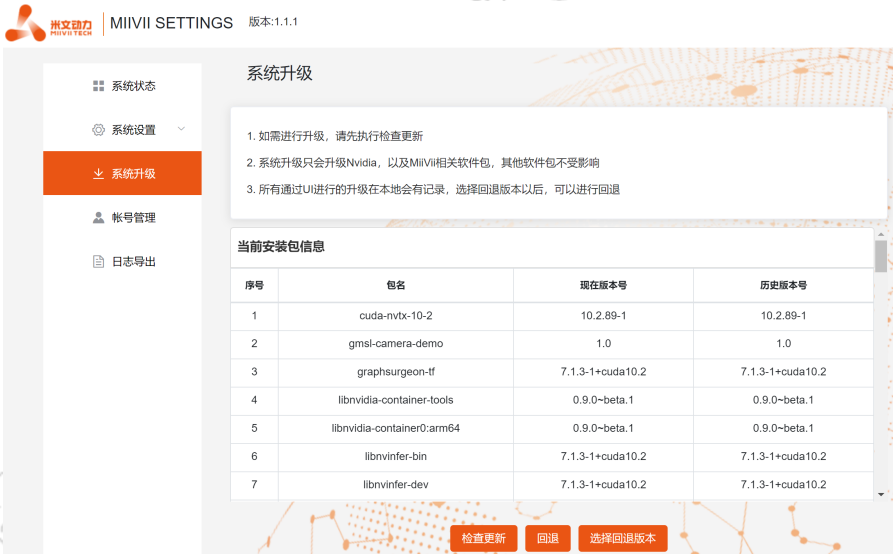 米文动力
MIIVII TECH
MIIVII SETTINGS
版本:1.1.1
系统状态
系统设置
系统升级
帐号管理
日志导出
系统升级
1. 如需进行升级，请先执行检查更新
2. 系统升级只会升级Nvidia，以及MiiVii相关软件包，其他软件包不受影响
3. 所有通过UI进行的升级在本地会有记录，选择回退版本以后，可以进行回退
当前安装包信息
序号 包名 现在版本号 历史版本号
1 cuda-nvtx-10-2 10.2.89-1 10.2.89-1
2 gmsl-camera-demo 1.0 1.0
3 graphsurgeon-tf 7.1.3-1+cuda10.2 7.1.3-1+cuda10.2
4 libnvidia-container-tools 0.9.0~beta.1 0.9.0~beta.1
5 libnvidia-container0:arm64 0.9.0~beta.1 0.9.0~beta.1
6 libnvinfer-bin 7.1.3-1+cuda10.2 7.1.3-1+cuda10.2
7 libnvinfer-dev 7.1.3-1+cuda10.2 7.1.3-1+cuda10.2
检查更新 回退 选择回退版本